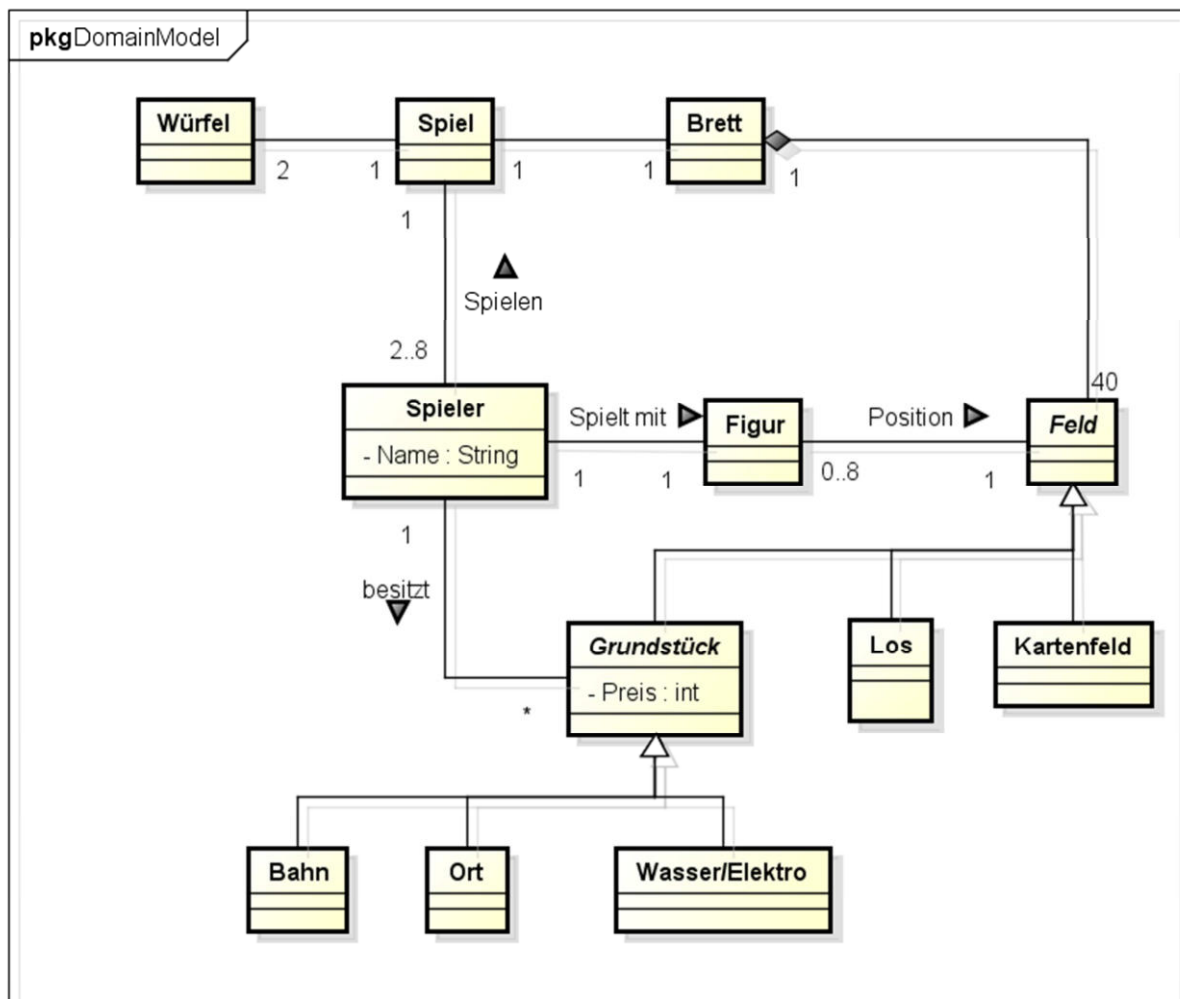 pkgDomainModel
Würfel
Spiel
Brett
2
1
1
1
1
1
Spielen
2..8
40
Spieler
- Name : String
Spielt mit
Figur
Position
Feld
1
1
0..8
1
1
besitzt
*
Grundstück
- Preis : int
Los
Kartenfeld
Bahn
Ort
Wasser/Elektro